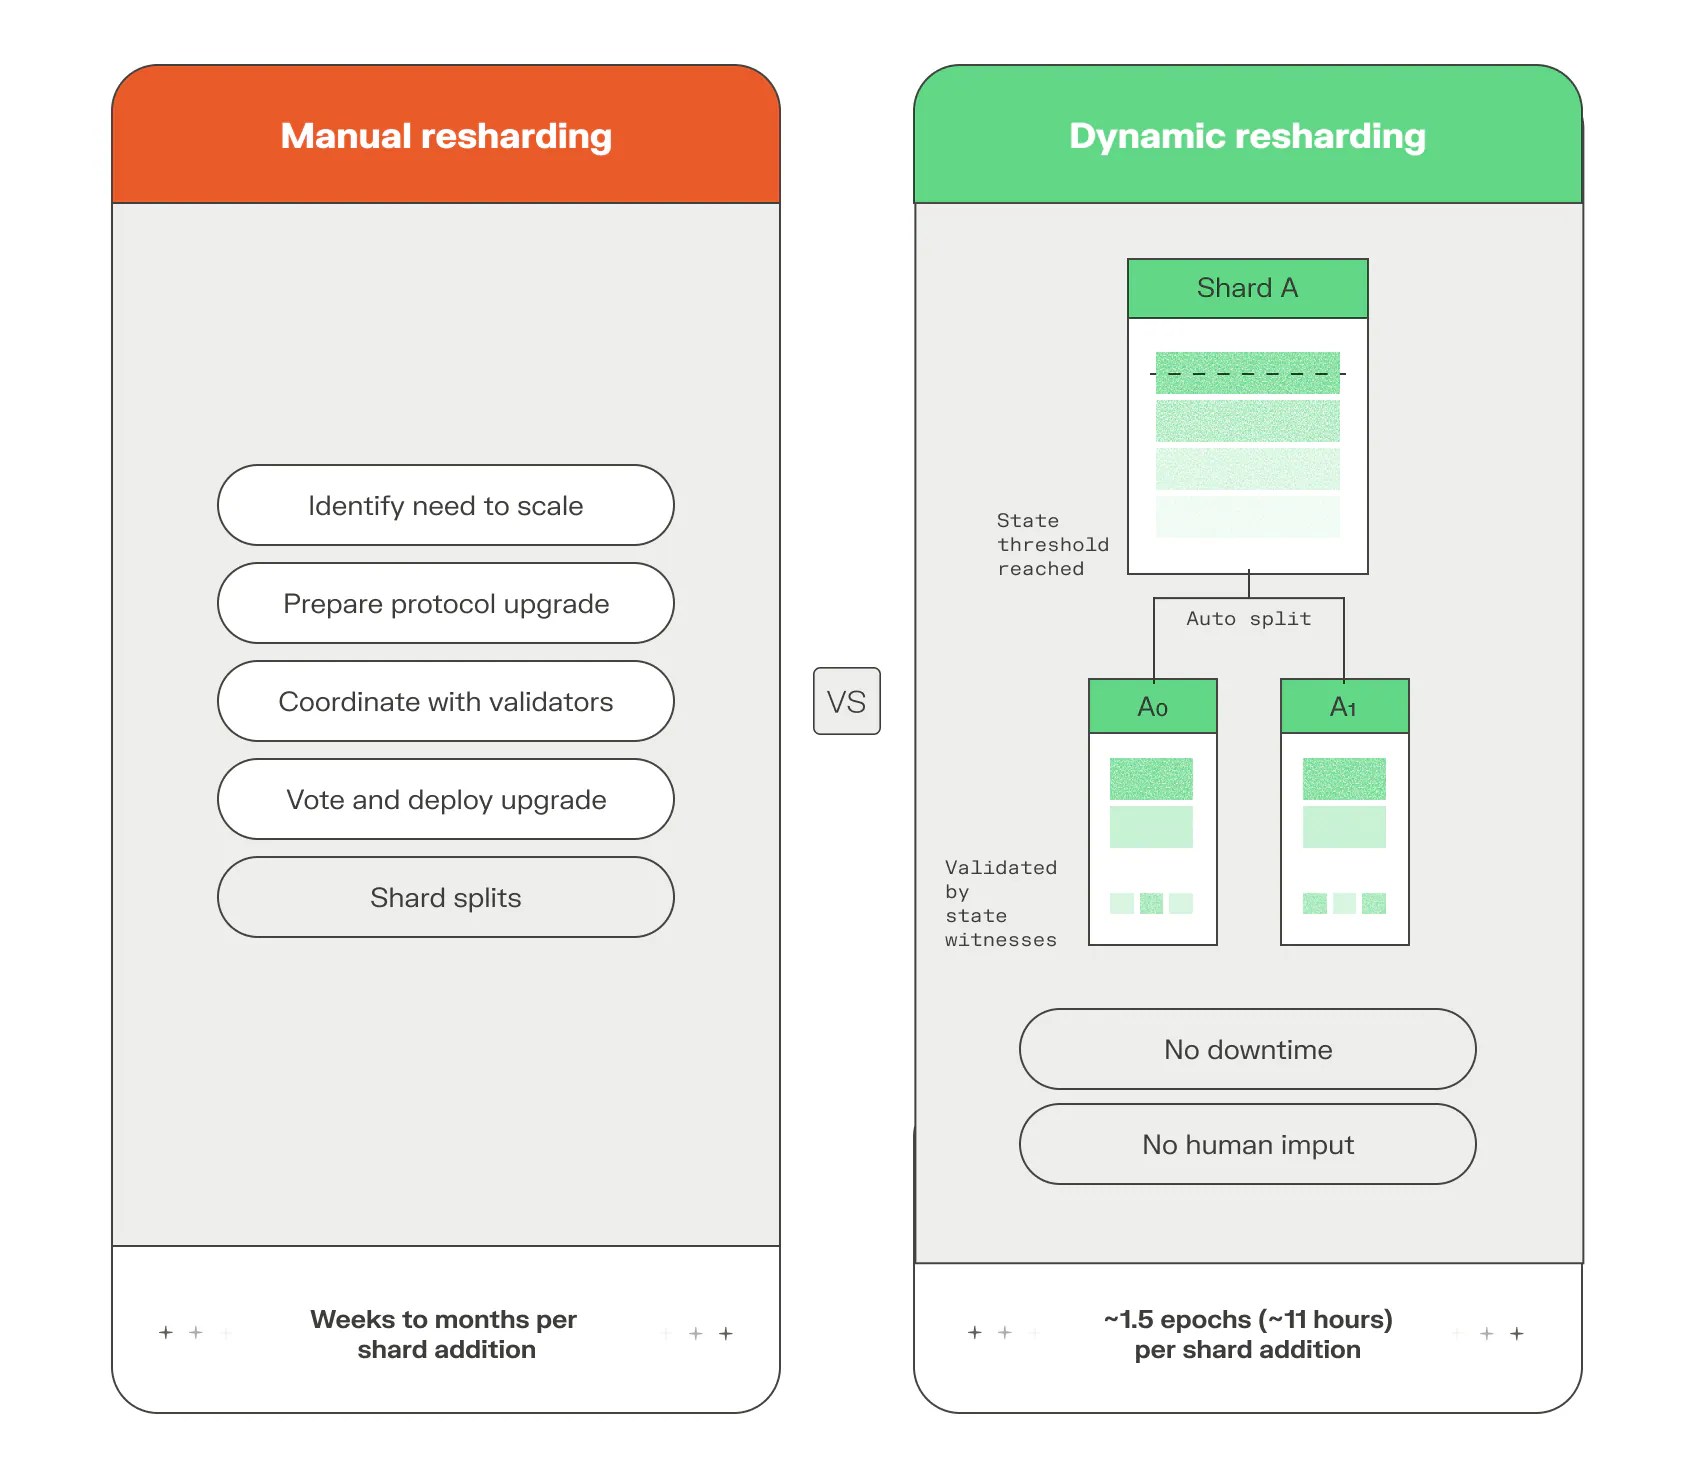 Manual resharding
Identify need to scale
Prepare protocol upgrade
Coordinate with validators
Vote and deploy upgrade
Shard splits
Weeks to months per
shard addition
VS
Dynamic resharding
Shard A
State
threshold
reached
Auto split
A0
A1
Validated
by
state
witnesses
No downtime
No human imput
~1.5 epochs (~11 hours)
per shard addition